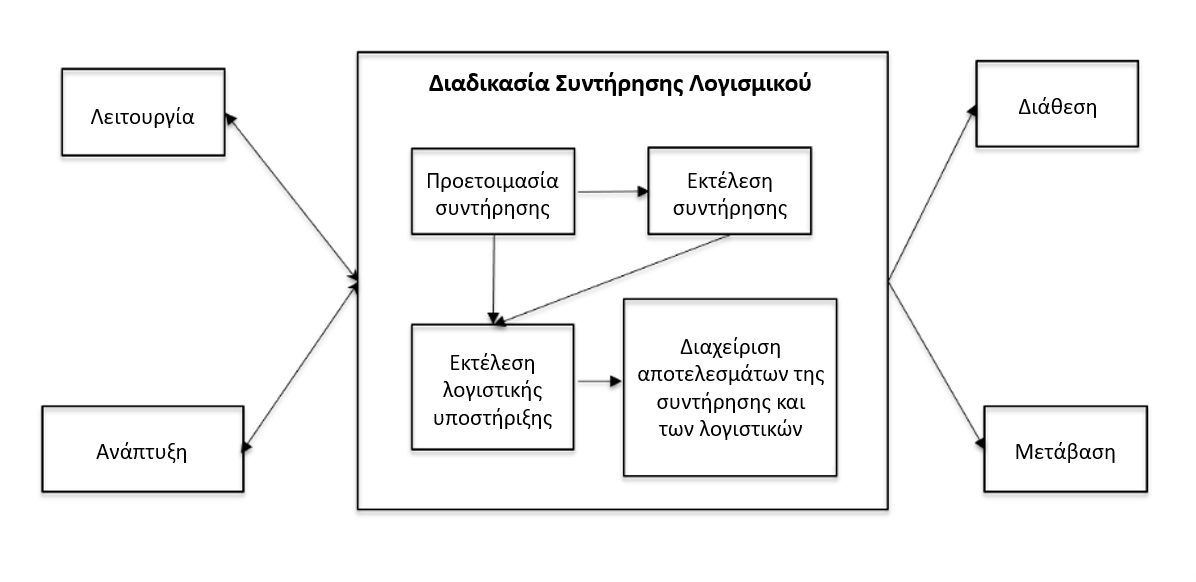 Διαδικασία Συντήρησης Λογισμικού
Λειτουργία
Διάθεση
Προετοιμασία
συντήρησης
Εκτέλεση
συντήρησης
Εκτέλεση
λογιστικής
υποστήριξης
Διαχείριση
αποτελεσμάτων της
συντήρησης και
των λογιστικών
Ανάπτυξη
Μετάβαση